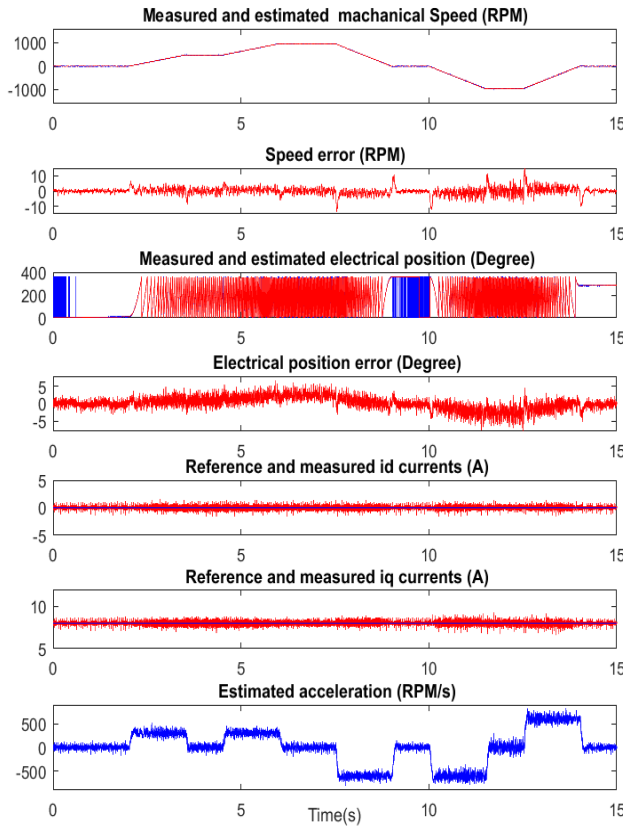 Measured and estimated machanical Speed (RPM)
1000
0
-1000
0 5 10 15
Speed error (RPM)
10
0
-10
0 5 10 15
Measured and estimated electrical position (Degree)
400
200
0
0 5 10 15
Electrical position error (Degree)
5
0
-5
0 5 10 15
Reference and measured id currents (A)
5
0
-5
0 5 10 15
Reference and measured iq currents (A)
10
5
0 5 10 15
Estimated acceleration (RPM/s)
500
0
-500
0 5 10 15
Time(s)